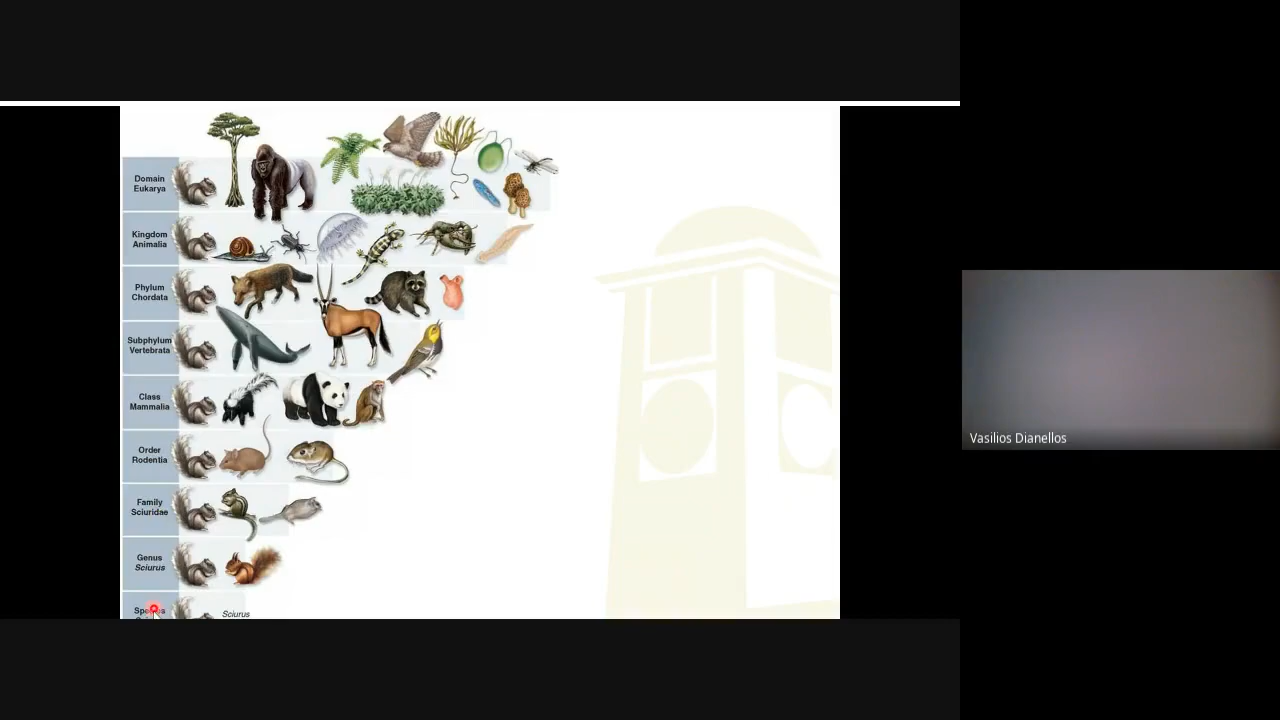 Domain
Eukarya
Kingdom
Animalia
Phylum
Chordata
Subphylum
Vertebrata
Class
Mammalia
Order
Rodentia
Family
Sciuridae
Genus
Sciurus
Species
Sciurus
Vasilios Dianellos